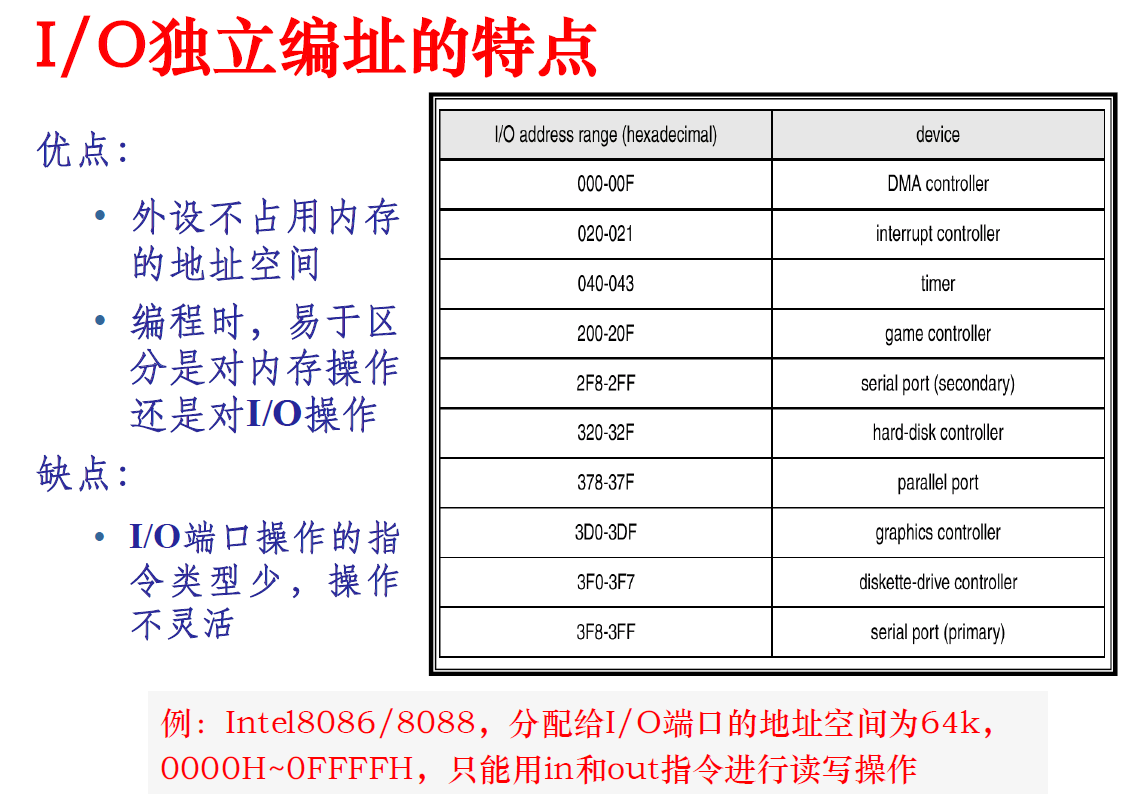 I/O独立编址的特点
优点：
• 外设不占用内存
的地址空间
• 编程时，易于区
分是对内存操作
还是对I/O操作
缺点：
• I/O端口操作的指
令类型少，操作
不灵活
I/O address range (hexadecimal) device
000-00F DMA controller
020-021 interrupt controller
040-043 timer
200-20F game controller
2F8-2FF serial port (secondary)
320-32F hard-disk controller
378-37F parallel port
3D0-3DF graphics controller
3F0-3F7 diskette-drive controller
3F8-3FF serial port (primary)
例：Intel8086/8088，分配给I/O端口的地址空间为64k，
0000H~0FFFFH，只能用in和out指令进行读写操作